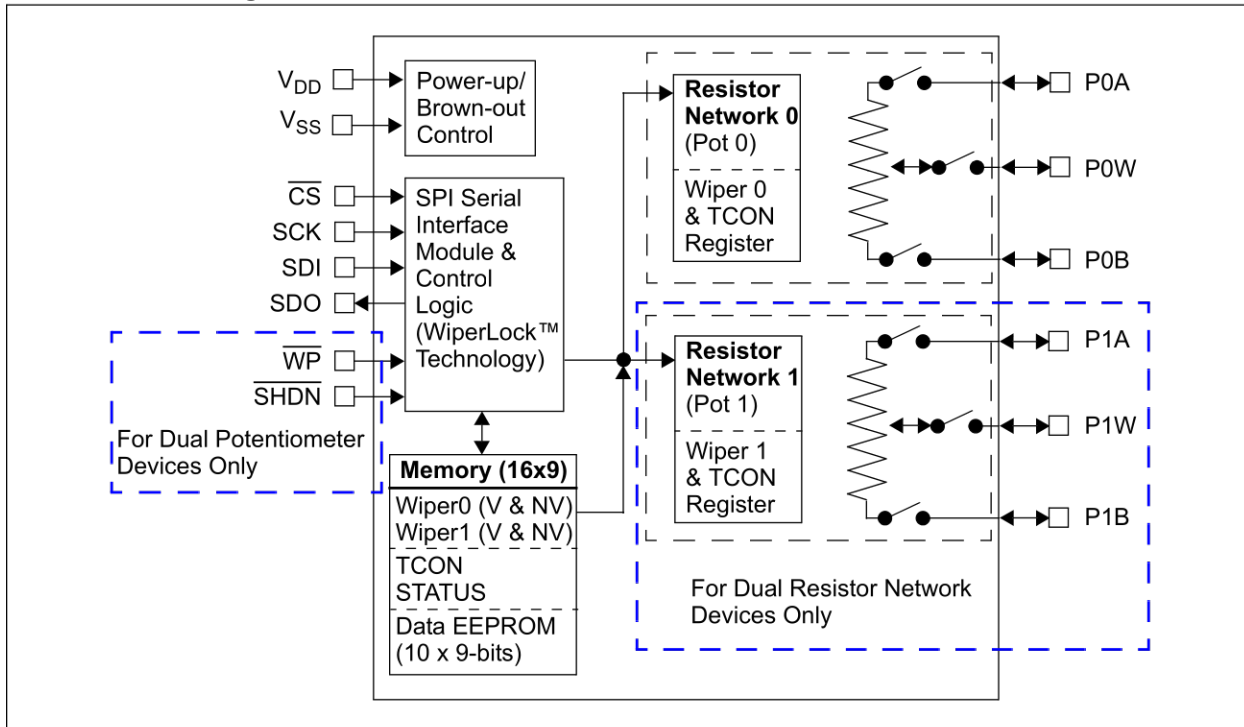 V_DD
V_SS
Power-up/
Brown-out
Control
CS
SCK
SDI
SDO
WP
SHDN
For Dual Potentiometer
Devices Only
SPI Serial
Interface
Module &
Control
Logic
(WiperLock™
Technology)
Memory (16x9)
Wiper0 (V & NV)
Wiper1 (V & NV)
TCON
STATUS
Data EEPROM
(10 x 9-bits)
Resistor
Network 0
(Pot 0)
Wiper 0
& TCON
Register
P0A
P0W
P0B
Resistor
Network 1
(Pot 1)
Wiper 1
& TCON
Register
P1A
P1W
P1B
For Dual Resistor Network
Devices Only